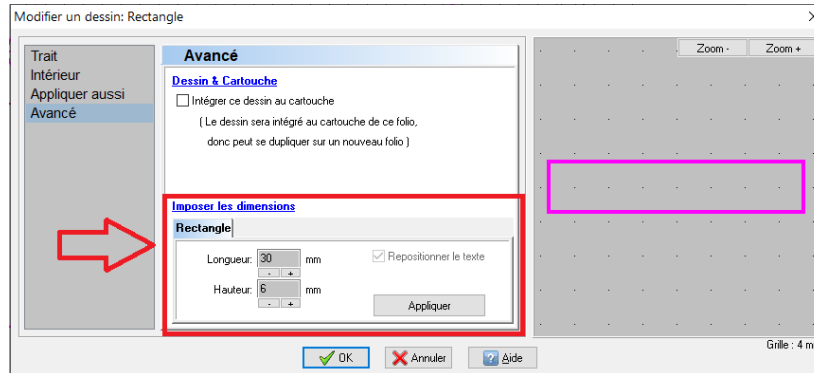 Modifier un dessin: Rectangle
Trait
Intérieur
Appliquer aussi
Avancé
Avancé
Dessin & Cartouche
Intégrer ce dessin au cartouche
( Le dessin sera intégré au cartouche de ce folio,
donc peut se dupliquer sur un nouveau folio )
Imposer les dimensions
Rectangle
Longueur: 30 mm
- +
Hauteur: 6 mm
- +
Repositionner le texte
Appliquer
Zoom - Zoom +
Grille : 4 m
OK Annuler Aide